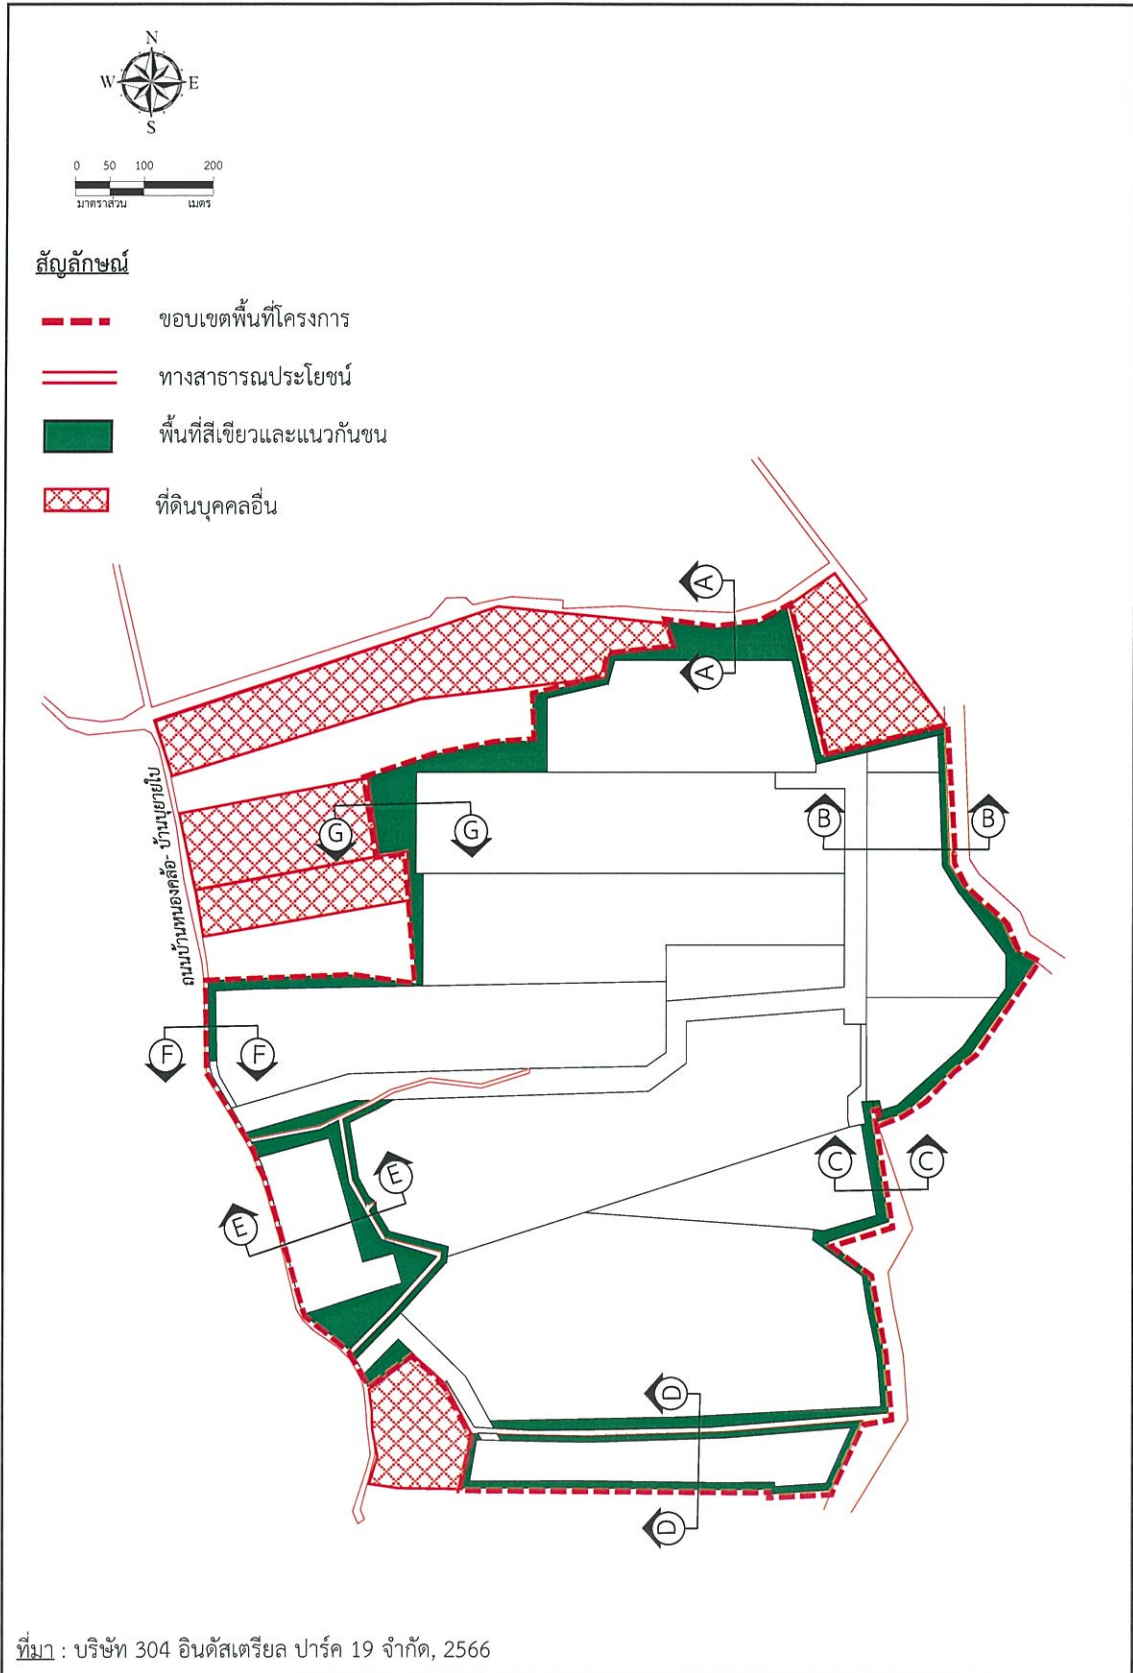 N
W E
S
0 50 100 200
มาตราส่วน เมตร
สัญลักษณ์
ขอบเขตพื้นที่โครงการ
ทางสาธารณประโยชน์
พื้นที่สีเขียวและแนวกันชน
ที่ดินบุคคลอื่น
A
A
ถนนบ้านหนองคล้อ- บ้านบุยายใบ
B
B
G
G
F
F
C
C
E
E
D
D
ที่มา : บริษัท 304 อินดัสเตรียล ปาร์ค 19 จำกัด, 2566